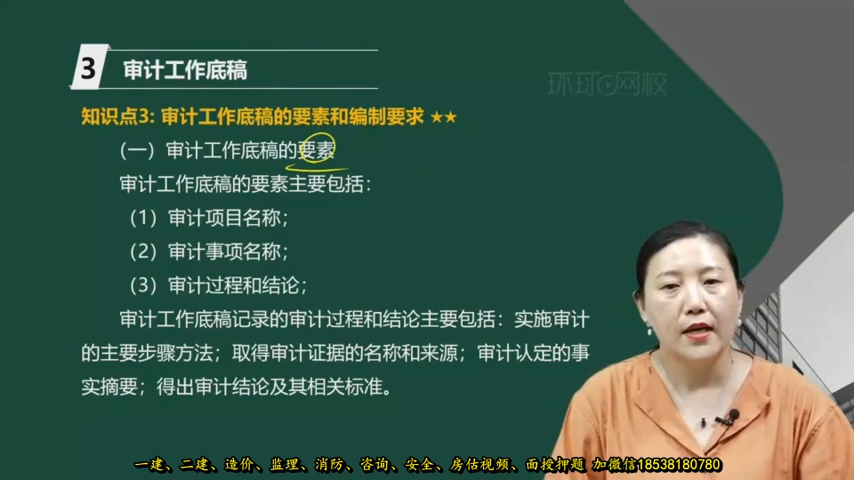 3 审计工作底稿
环球网校
知识点3: 审计工作底稿的要素和编制要求 ★★
（一）审计工作底稿的要素
审计工作底稿的要素主要包括：
（1）审计项目名称；
（2）审计事项名称；
（3）审计过程和结论；
审计工作底稿记录的审计过程和结论主要包括：实施审计
的主要步骤方法；取得审计证据的名称和来源；审计认定的事
实摘要；得出审计结论及其相关标准。
一建、二建、造价、监理、消防、咨询、安全、房估视频、面授押题 加微信18538180780